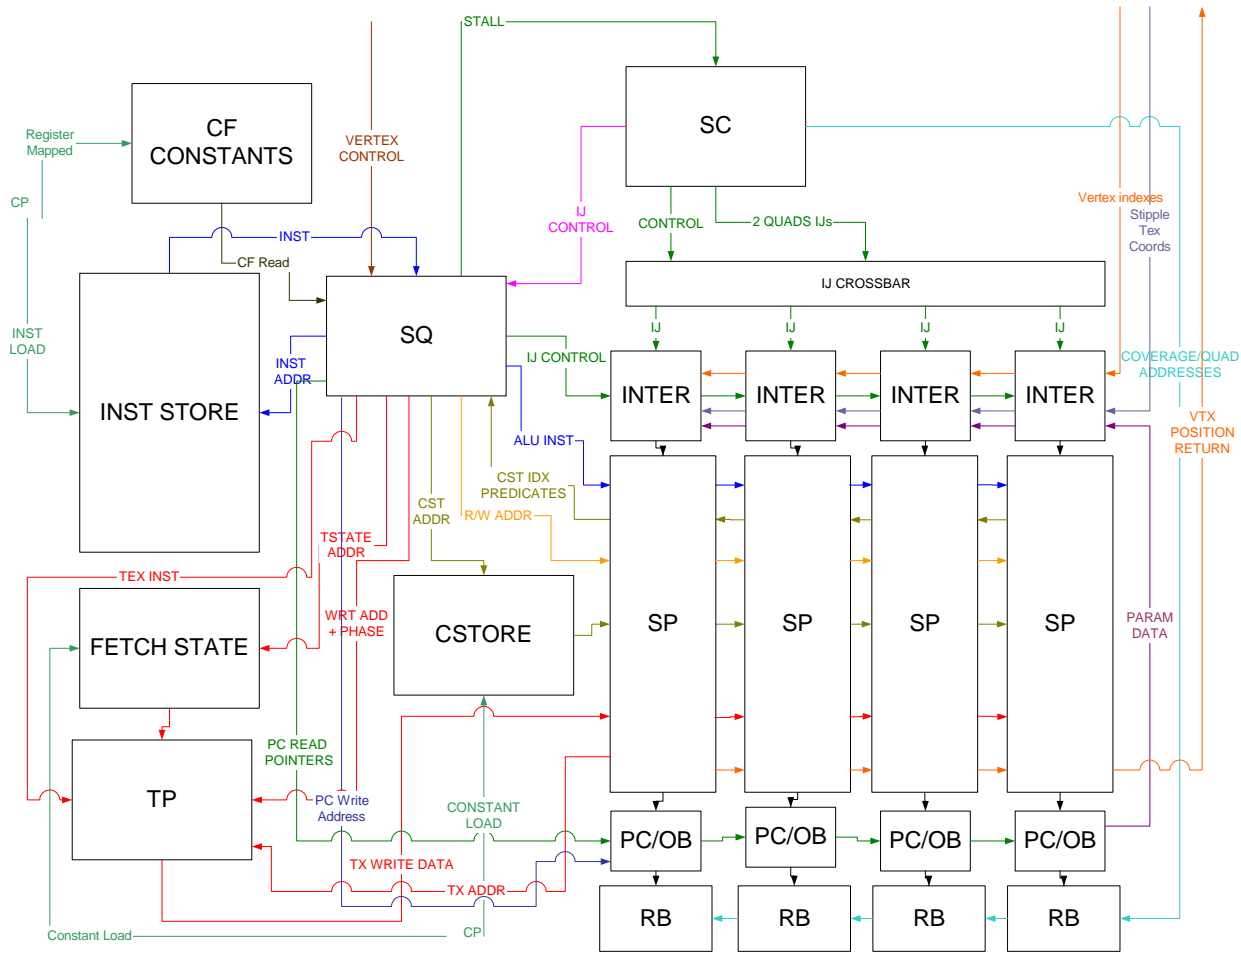 STALL
CF
CONSTANTS
SC
Register
Mapped
VERTEX
CONTROL
CP
IJ
CONTROL
CONTROL
2 QUADS IJs
Vertex indexes
Stipple
Tex
Coords
INST
CF Read
IJ CROSSBAR
INST
LOAD
INST STORE
INST
ADDR
SQ
IJ CONTROL
IJ
IJ
IJ
IJ
COVERAGE/QUAD
ADDRESSES
INTER
INTER
INTER
INTER
VTX
POSITION
RETURN
ALU INST
CST IDX
PREDICATES
CST
ADDR
R/W ADDR
TSTATE
ADDR
TEX INST
WRT ADD
+ PHASE
FETCH STATE
CSTORE
SP
SP
SP
SP
PARAM
DATA
PC READ
POINTERS
TP
PC Write
Address
CONSTANT
LOAD
PC/OB
PC/OB
PC/OB
PC/OB
TX WRITE DATA
TX ADDR
RB
RB
RB
RB
Constant Load
CP